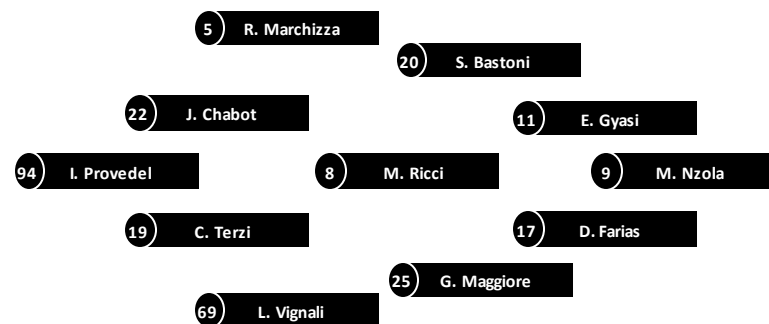 5 R. Marchizza
20 S. Bastoni
22 J. Chabot
11 E. Gyasi
94 I. Provedel
8 M. Ricci
9 M. Nzola
19 C. Terzi
17 D. Farias
25 G. Maggiore
69 L. Vignali